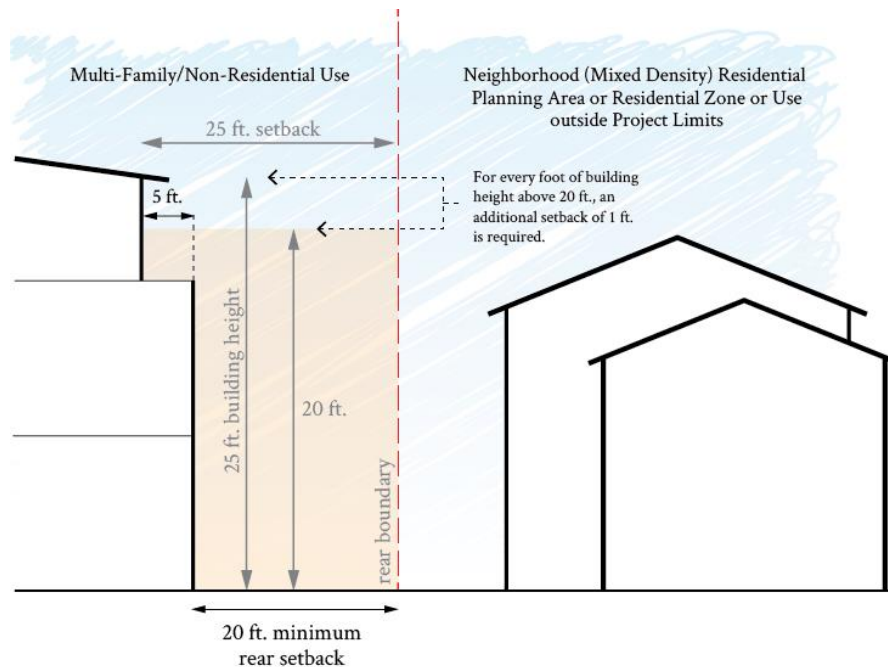 Multi-Family/Non-Residential Use
Neighborhood (Mixed Density) Residential
Planning Area or Residential Zone or Use
outside Project Limits
25 ft. setback
For every foot of building
height above 20 ft., an
additional setback of 1 ft.
is required.
5 ft.
25 ft. building height
20 ft.
rear boundary
20 ft. minimum
rear setback